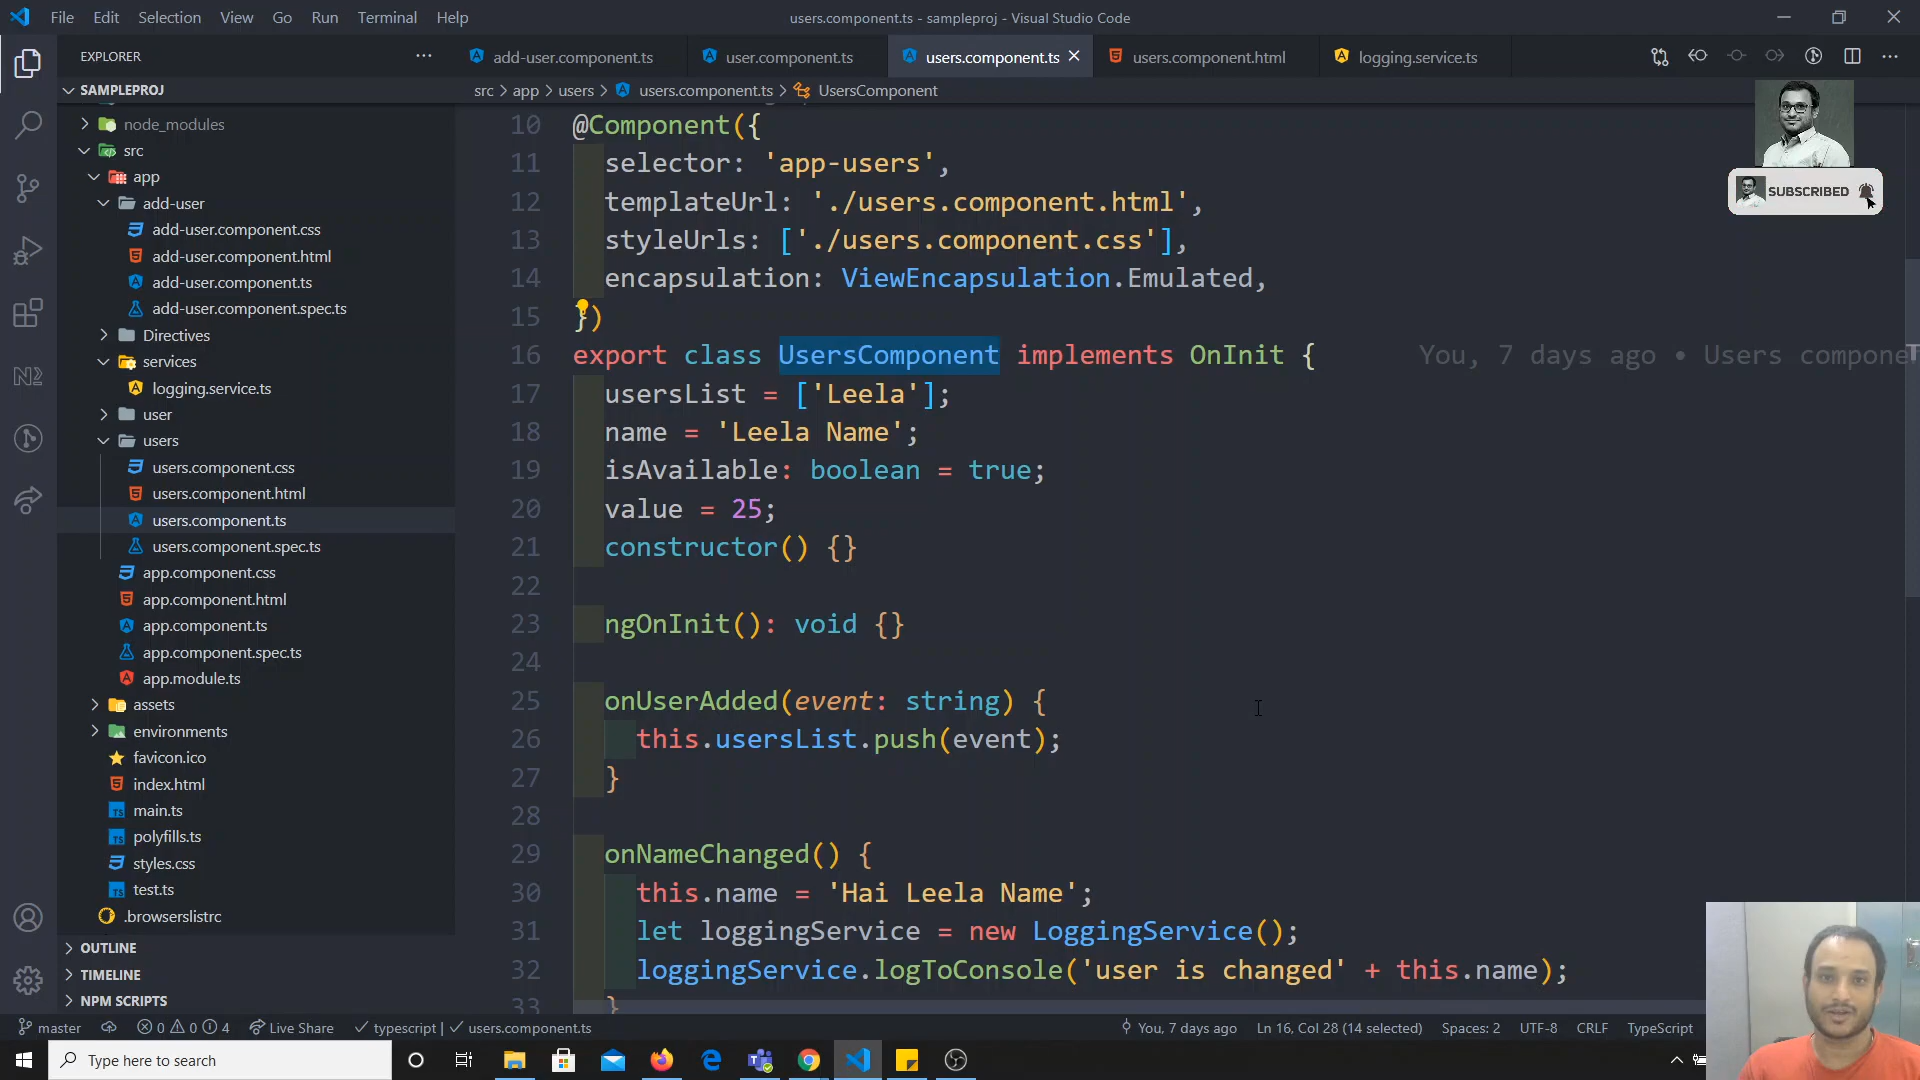 File Edit Selection View Go Run Terminal Help
users.component.ts - sampleproj - Visual Studio Code
EXPLORER
add-user.component.ts
user.component.ts
users.component.ts
users.component.html
logging.service.ts
SAMPLEPROJ
src > app > users > users.component.ts > UsersComponent
node_modules
src
app
add-user
add-user.component.css
add-user.component.html
add-user.component.ts
add-user.component.spec.ts
Directives
services
logging.service.ts
user
users
users.component.css
users.component.html
users.component.ts
users.component.spec.ts
app.component.css
app.component.html
app.component.ts
app.component.spec.ts
app.module.ts
assets
environments
favicon.ico
index.html
main.ts
polyfills.ts
styles.css
test.ts
.browserslistrc
OUTLINE
TIMELINE
NPM SCRIPTS
10 @Component({
11 selector: 'app-users',
12 templateUrl: './users.component.html',
13 styleUrls: ['./users.component.css'],
14 encapsulation: ViewEncapsulation.Emulated,
15 })
16 export class UsersComponent implements OnInit { You, 7 days ago • Users compone
17 usersList = ['Leela'];
18 name = 'Leela Name';
19 isAvailable: boolean = true;
20 value = 25;
21 constructor() {}
22
23 ngOnInit(): void {}
24
25 onUserAdded(event: string) {
26 this.usersList.push(event);
27 }
28
29 onNameChanged() {
30 this.name = 'Hai Leela Name';
31 let loggingService = new LoggingService();
32 loggingService.logToConsole('user is changed' + this.name);
33 }
SUBSCRIBED
master 0 0 4 Live Share typescript | users.component.ts You, 7 days ago Ln 16, Col 28 (14 selected) Spaces: 2 UTF-8 CRLF TypeScript
Type here to search